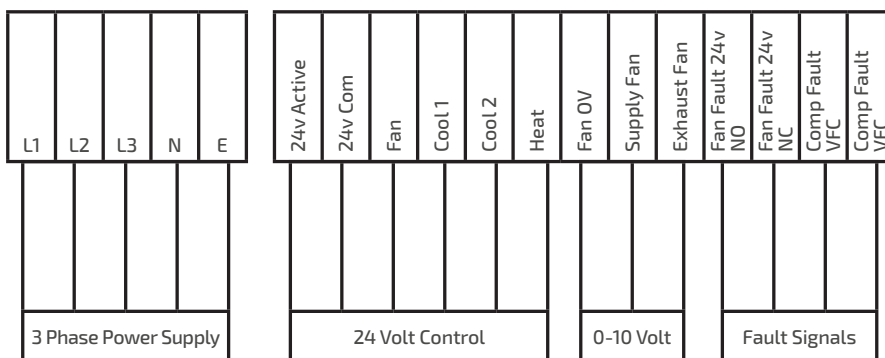 L1
L2
L3
N
E
24v Active
24v Com
Fan
Cool 1
Cool 2
Heat
Fan 0V
Supply Fan
Exhaust Fan
Fan Fault 24v
NO
Fan Fault 24v
NC
Comp Fault
VFC
Comp Fault
VFC
3 Phase Power Supply
24 Volt Control
0-10 Volt
Fault Signals